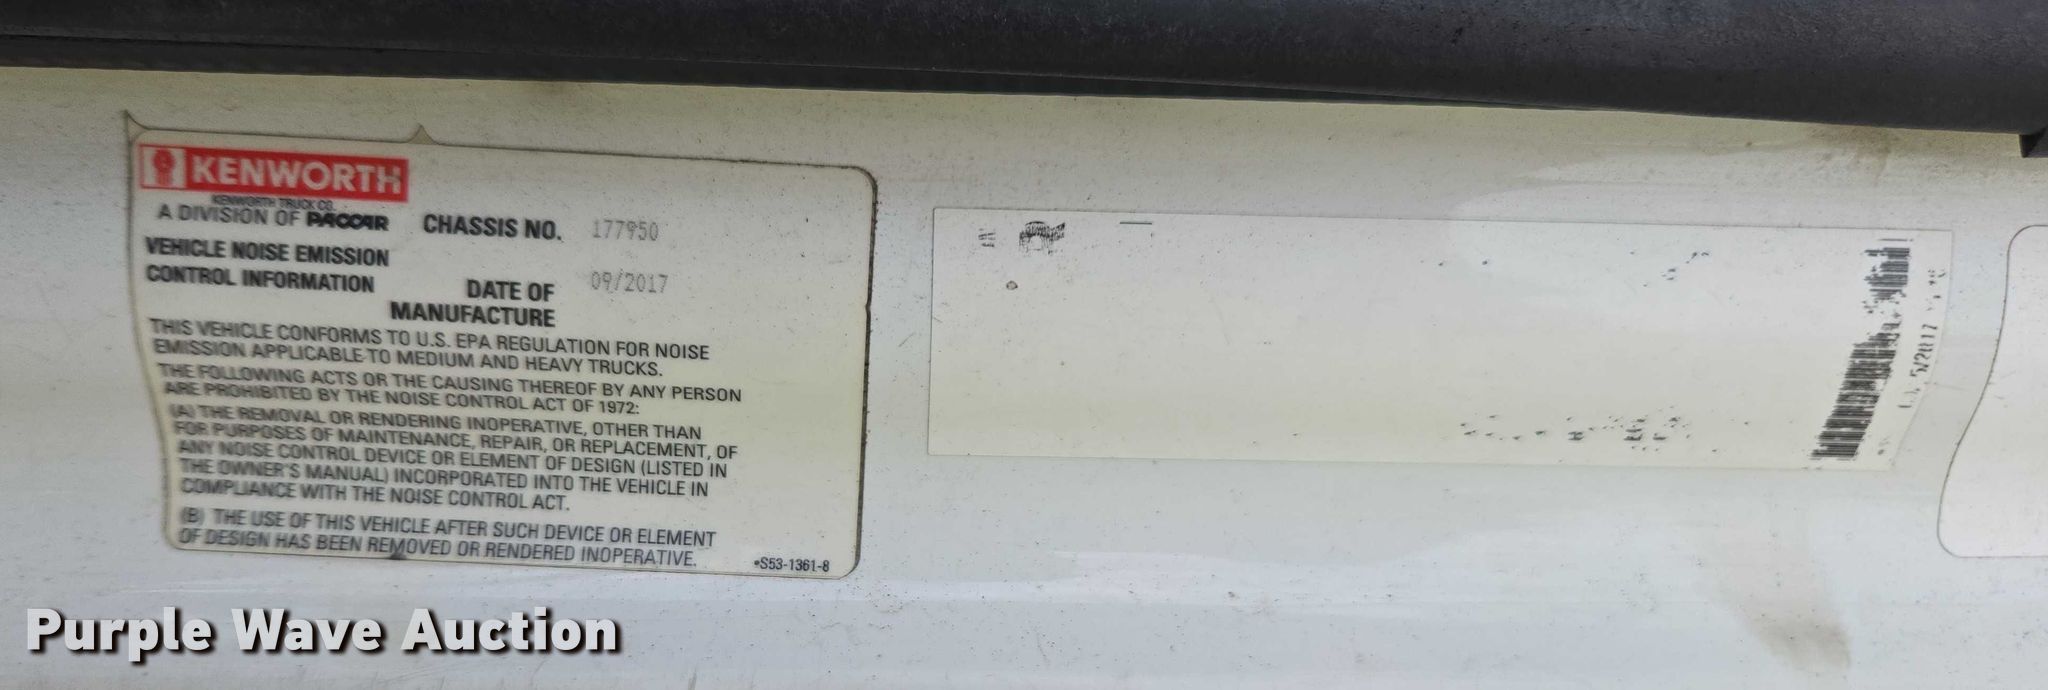 KENWORTH
KENWORTH TRUCK CO.
A DIVISION OF PACCAR
CHASSIS NO. 177950
VEHICLE NOISE EMISSION
CONTROL INFORMATION
DATE OF 09/2017
MANUFACTURE
THIS VEHICLE CONFORMS TO U.S. EPA REGULATION FOR NOISE
EMISSION APPLICABLE TO MEDIUM AND HEAVY TRUCKS.
THE FOLLOWING ACTS OR THE CAUSING THEREOF BY ANY PERSON
ARE PROHIBITED BY THE NOISE CONTROL ACT OF 1972:
(A) THE REMOVAL OR RENDERING INOPERATIVE, OTHER THAN
FOR PURPOSES OF MAINTENANCE, REPAIR, OR REPLACEMENT, OF
ANY NOISE CONTROL DEVICE OR ELEMENT OF DESIGN (LISTED IN
THE OWNER'S MANUAL) INCORPORATED INTO THE VEHICLE IN
COMPLIANCE WITH THE NOISE CONTROL ACT.
(B) THE USE OF THIS VEHICLE AFTER SUCH DEVICE OR ELEMENT
OF DESIGN HAS BEEN REMOVED OR RENDERED INOPERATIVE.
•S53-1361-8
Purple Wave Auction